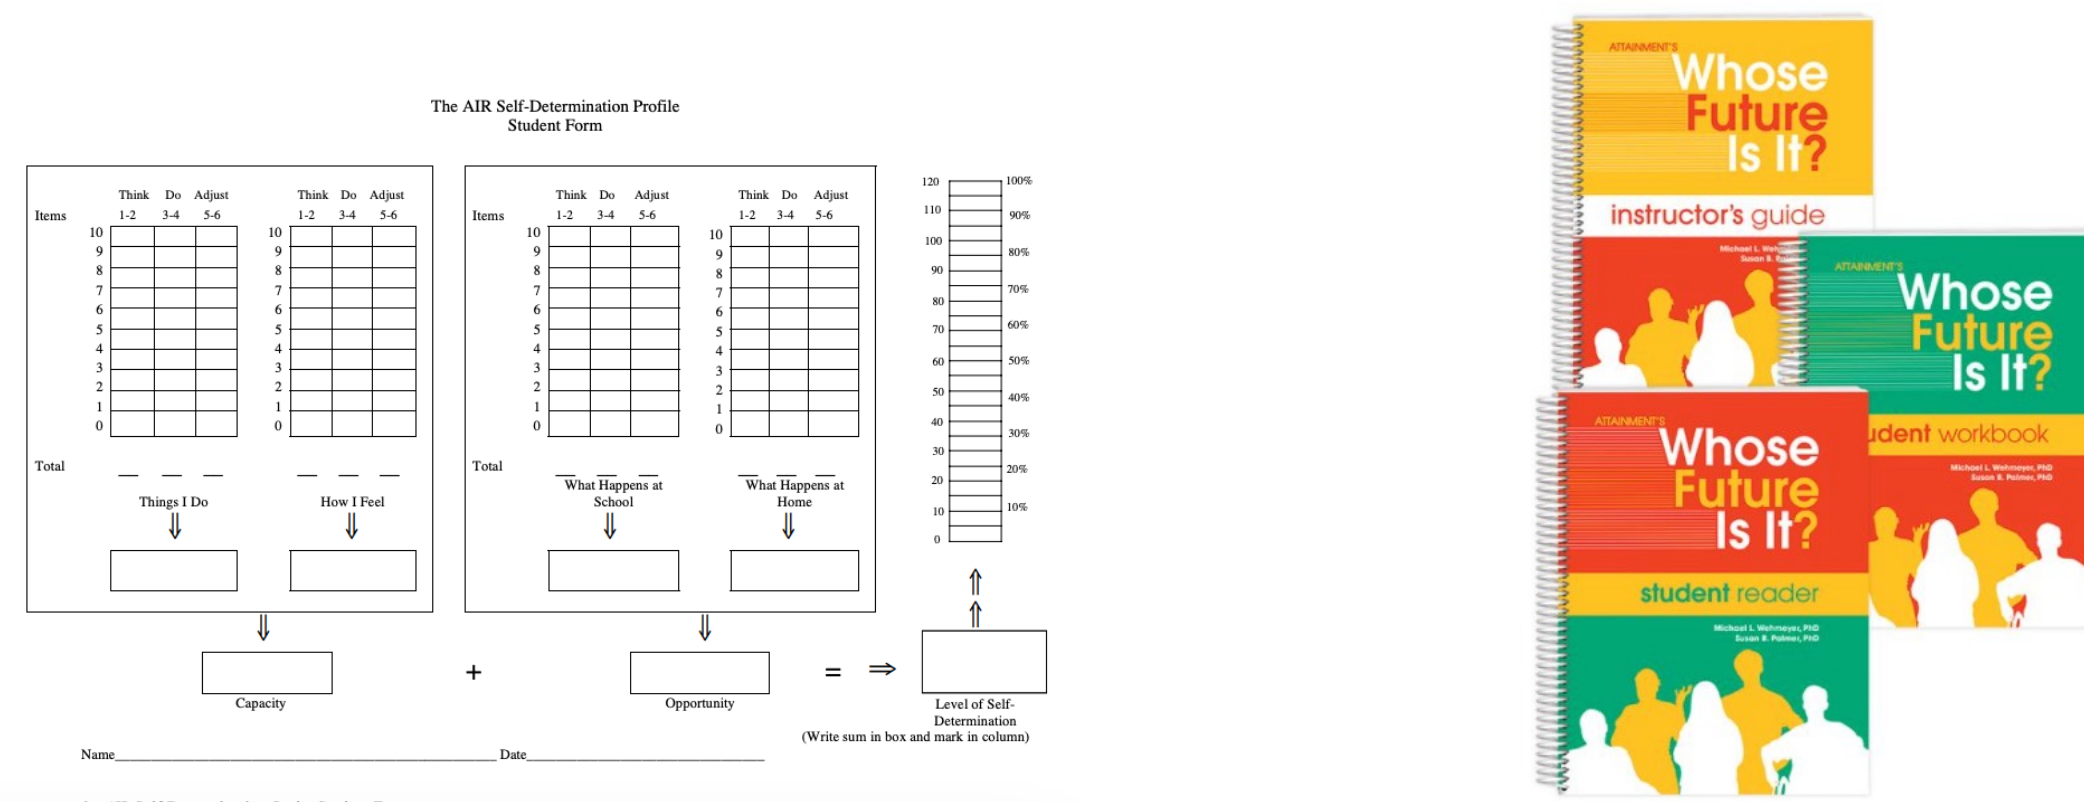 The AIR Self-Determination Profile
Student Form
Think Do Adjust
Items 1-2 3-4 5-6
10
9
8
7
6
5
4
3
2
1
0
Think Do Adjust
1-2 3-4 5-6
10
9
8
7
6
5
4
3
2
1
0
Total
Things I Do
How I Feel
Think Do Adjust
Items 1-2 3-4 5-6
10
9
8
7
6
5
4
3
2
1
0
Think Do Adjust
1-2 3-4 5-6
10
9
8
7
6
5
4
3
2
1
0
Total
What Happens at
School
What Happens at
Home
120 100%
110 90%
100 80%
90 70%
80 60%
70 50%
60 40%
50 30%
40 20%
30 10%
20
10
0
Capacity
+
Opportunity
=
Level of Self-
Determination
(Write sum in box and mark in column)
Name Date
ATTAINMENT'S
Whose
Future
Is It?
instructor's guide
Michael L.
Susan B.
ATTAINMENT'S
Whose
Future
Is It?
workbook
Michael L. Wehmeyer, PhD
Susan B. Palmer, PhD
ATTAINMENT'S
Whose
Future
Is It?
student reader
Michael L. Wehmeyer, PhD
Susan B. Palmer, PhD